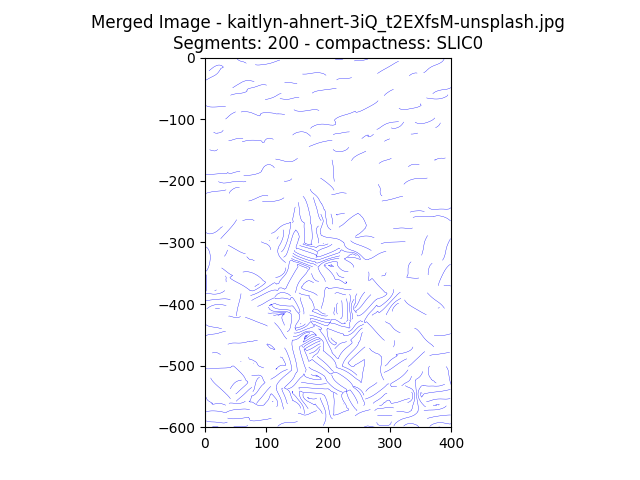 Merged Image - kaitlyn-ahnert-3iQ_t2EXfsM-unsplash.jpg
Segments: 200 - compactness: SLIC0
0
−100
−200
−300
−400
−500
−600
0 100 200 300 400